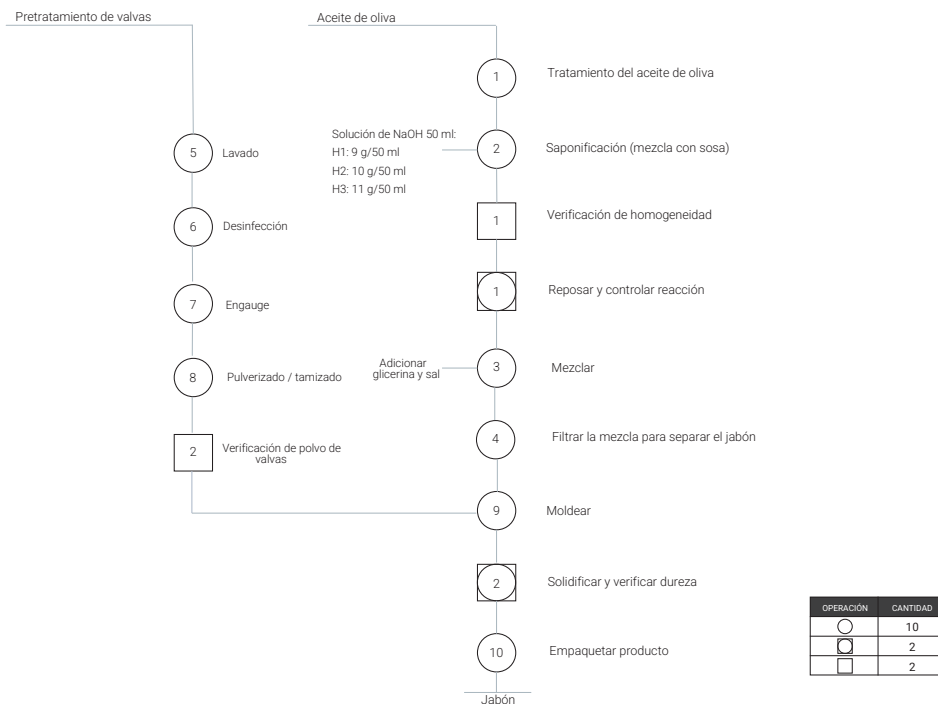 Pretratamiento de valvas
Aceite de oliva
1
Tratamiento del aceite de oliva
Solución de NaOH 50 ml:
H1: 9 g/50 ml
H2: 10 g/50 ml
H3: 11 g/50 ml
2
Saponificación (mezcla con sosa)
5
Lavado
1
Verificación de homogeneidad
6
Desinfección
1
Reposar y controlar reacción
7
Engauge
Adicionar
glicerina y sal
3
Mezclar
8
Pulverizado / tamizado
4
Filtrar la mezcla para separar el jabón
2
Verificación de polvo de
valvas
9
Moldear
2
Solidificar y verificar dureza
10
Empaquetar producto
Jabón
OPERACIÓN CANTIDAD
10
2
2